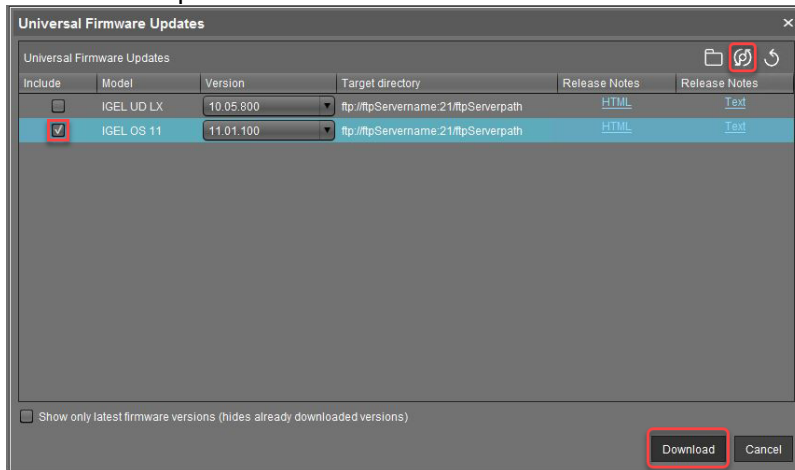 Universal Firmware Updates
Universal Firmware Updates
Include Model Version Target directory Release Notes Release Notes
IGEL UD LX 10.05.800 ftp://ftpServername:21/ftpServerpath HTML Text
IGEL OS 11 11.01.100 ftp://ftpServername:21/ftpServerpath HTML Text
Show only latest firmware versions (hides already downloaded versions)
Download Cancel